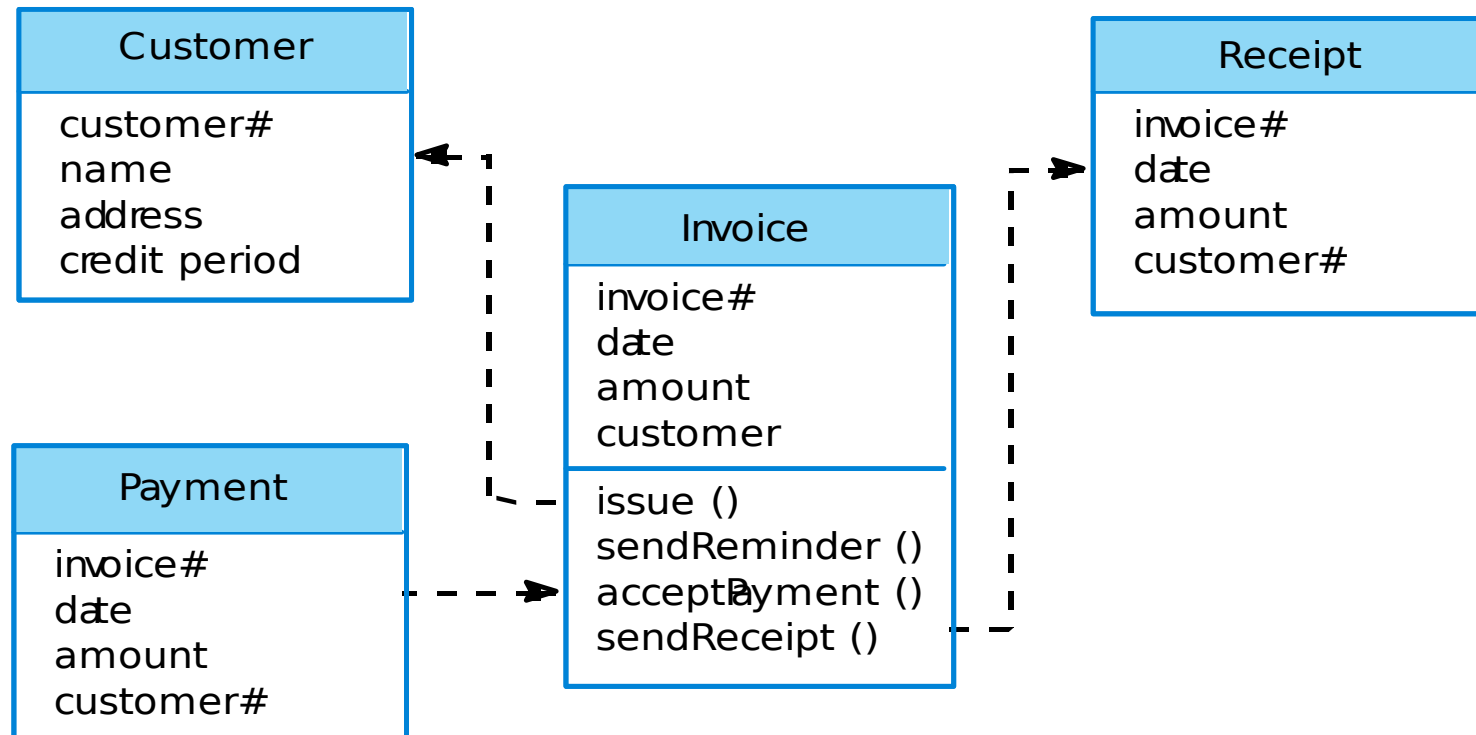 Customer
customer#
name
address
credit period
Receipt
invoice#
date
amount
customer#
Invoice
invoice#
date
amount
customer
issue ()
sendReminder ()
acceptPayment ()
sendReceipt ()
Payment
invoice#
date
amount
customer#